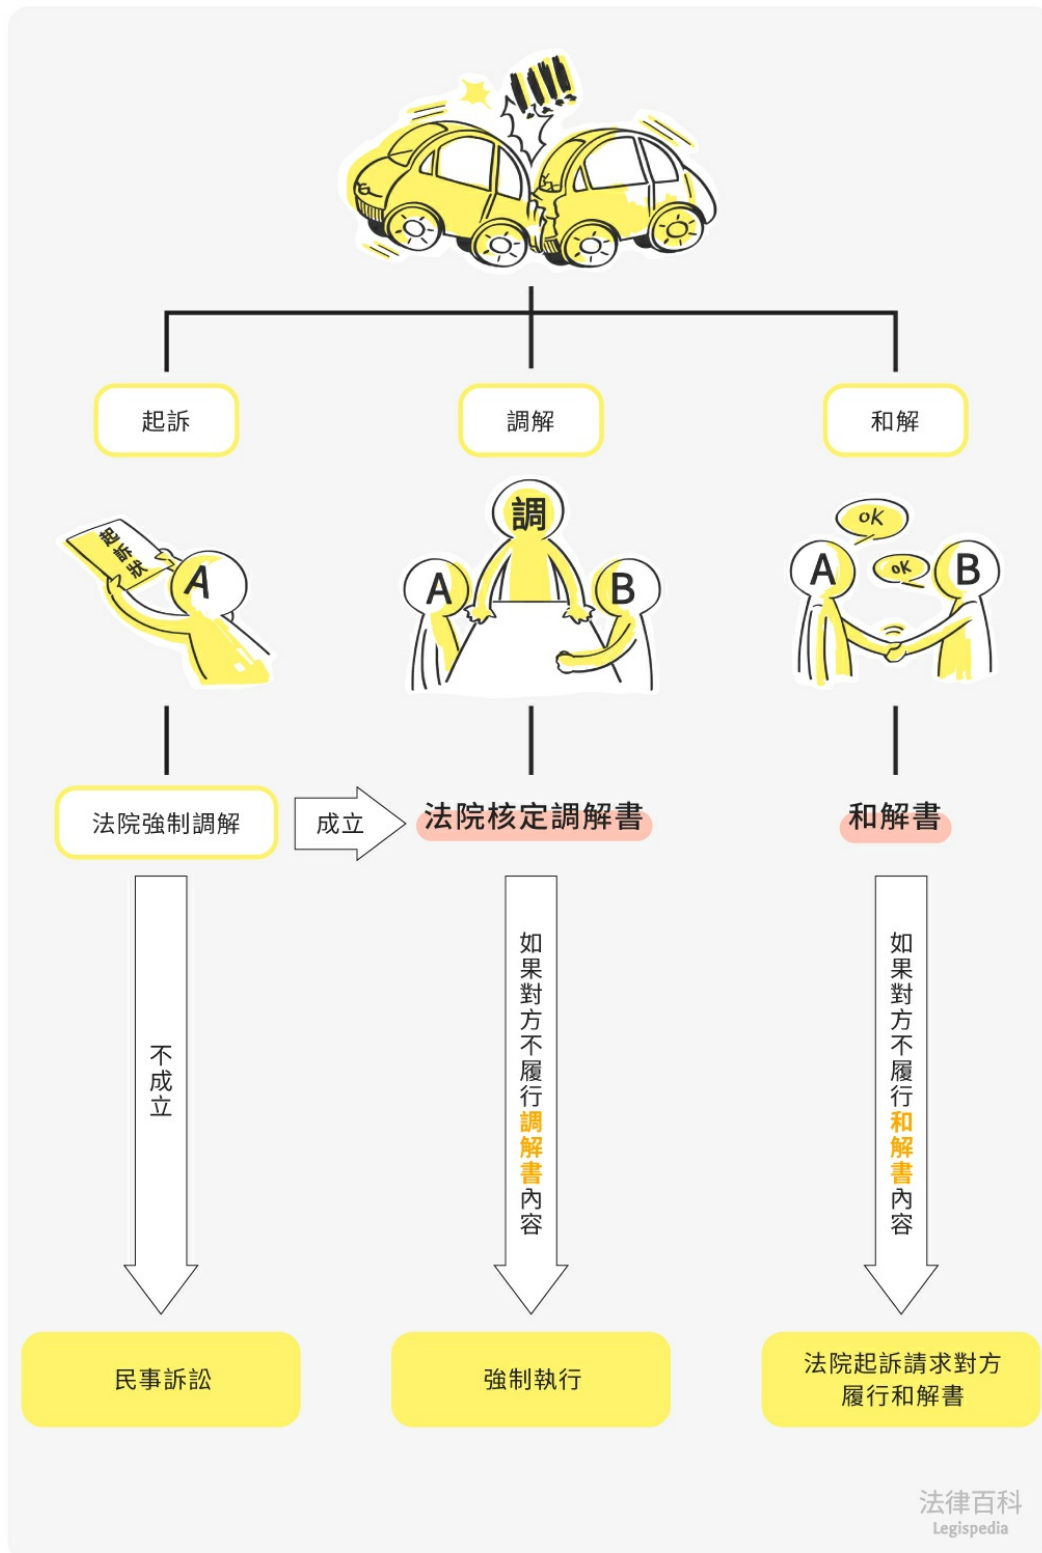 起訴
調解
和解
起訴狀
A
調
A
B
OK
OK
A
B
法院強制調解
成立
法院核定調解書
和解書
不成立
如果對方不履行調解書內容
如果對方不履行和解書內容
民事訴訟
強制執行
法院起訴請求對方
履行和解書
法律百科
Legispedia